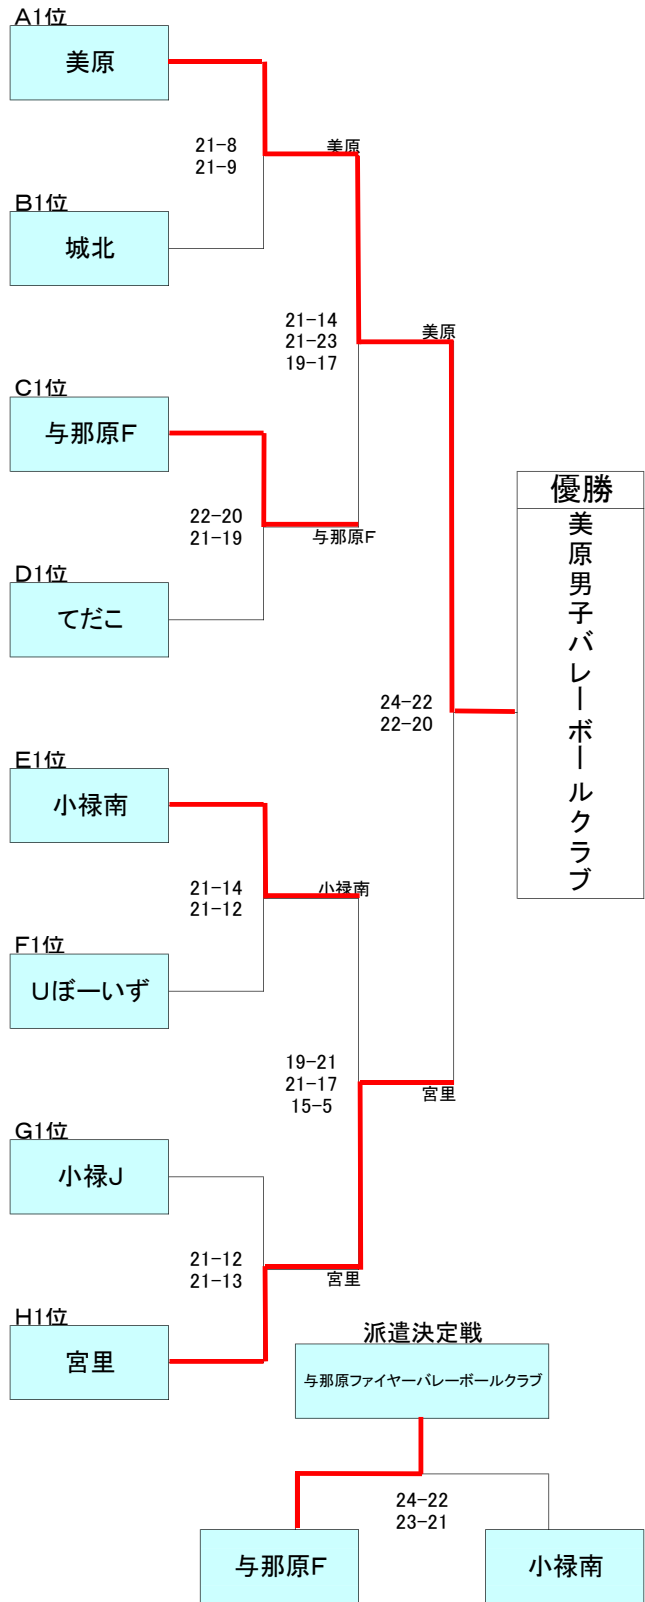 A1位
美原
21-8
21-9
美原
B1位
城北
21-14
21-23
19-17
美原
C1位
与那原F
22-20
21-19
与那原F
D1位
てだこ
優勝
美原男子バレーボールクラブ
24-22
22-20
E1位
小禄南
21-14
21-12
小禄南
F1位
Uぼーいず
19-21
21-17
15-5
宮里
G1位
小禄J
21-12
21-13
宮里
H1位
宮里
派遣決定戦
与那原ファイヤーバレーボールクラブ
24-22
23-21
与那原F
小禄南